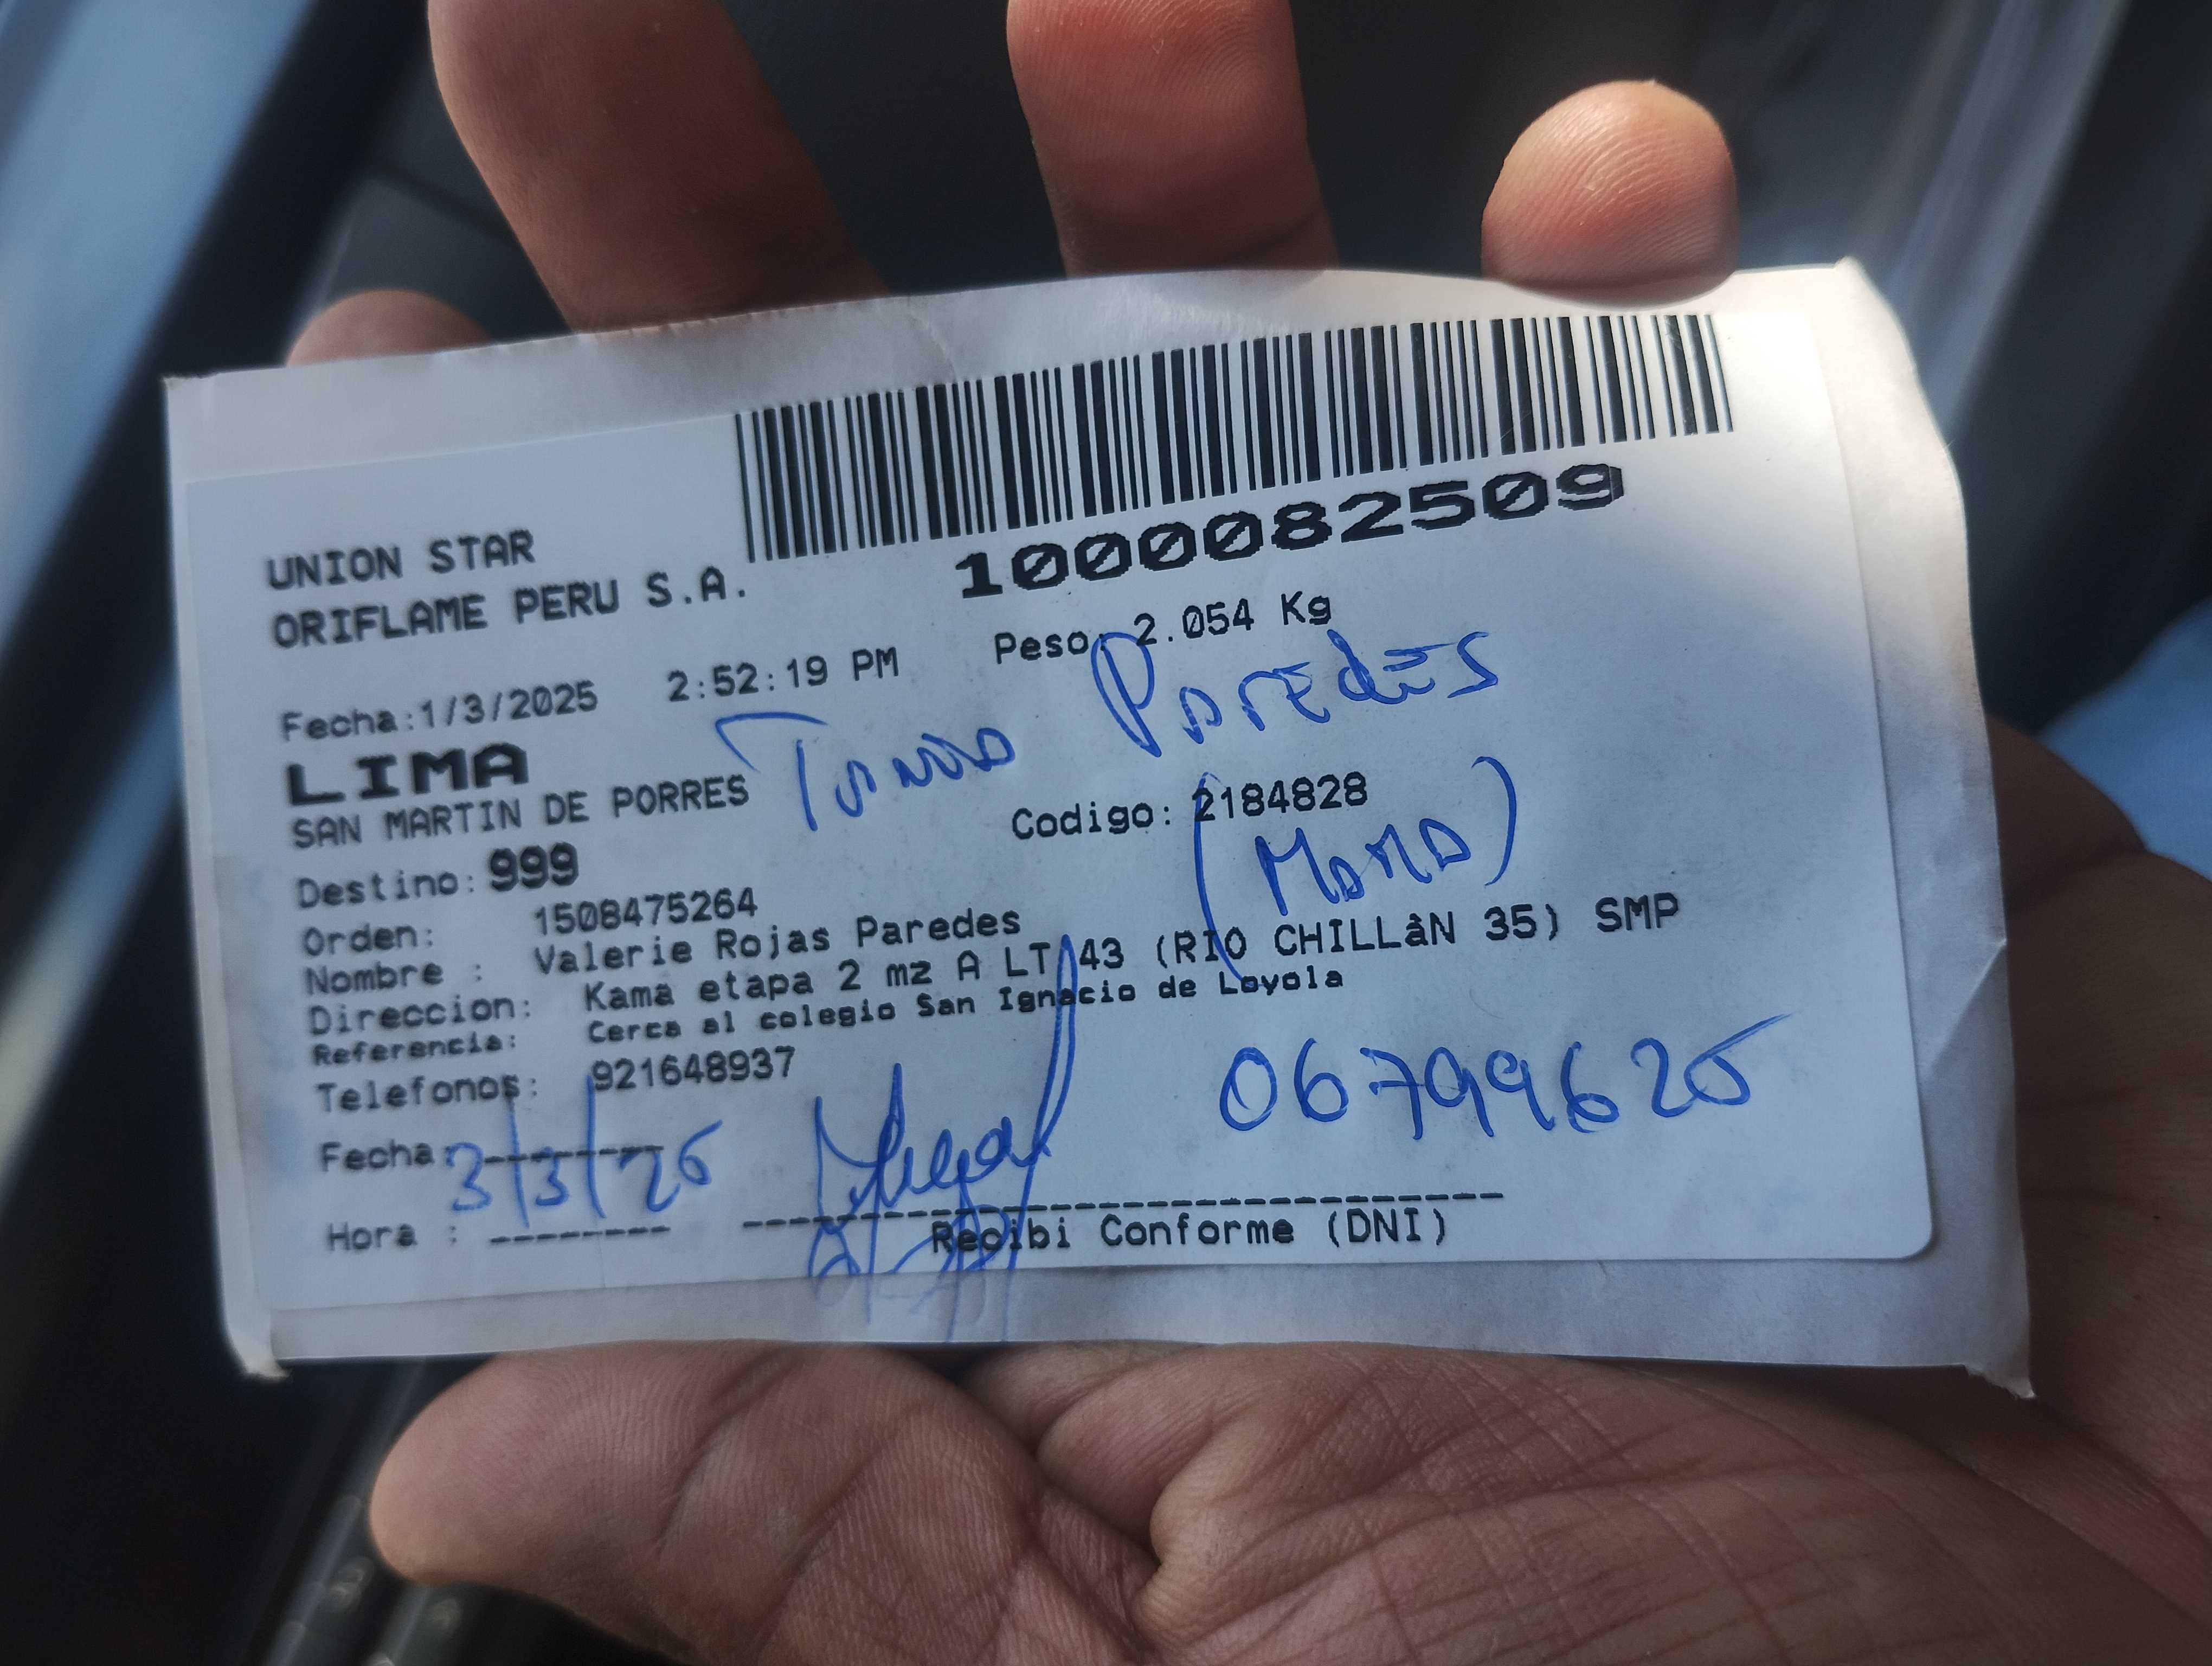 1000082509
UNION STAR
ORIFLAME PERU S.A.
Peso: 2.054 Kg
Fecha:1/3/2025 2:52:19 PM
Paredes
LIMA
SAN MARTIN DE PORRES
Codigo: 2184828
(MAMA)
Destino: 999
Orden: 1508475264
Nombre : Valerie Rojas Paredes
Direccion: Kama etapa 2 mz A LT 43 (RIO CHILLàN 35) SMP
Referencia: Cerca al colegio San Ignacio de Loyola
Telefonos: 921648937
06799625
Fecha: 3/3/25
Hora :
Recibi Conforme (DNI)